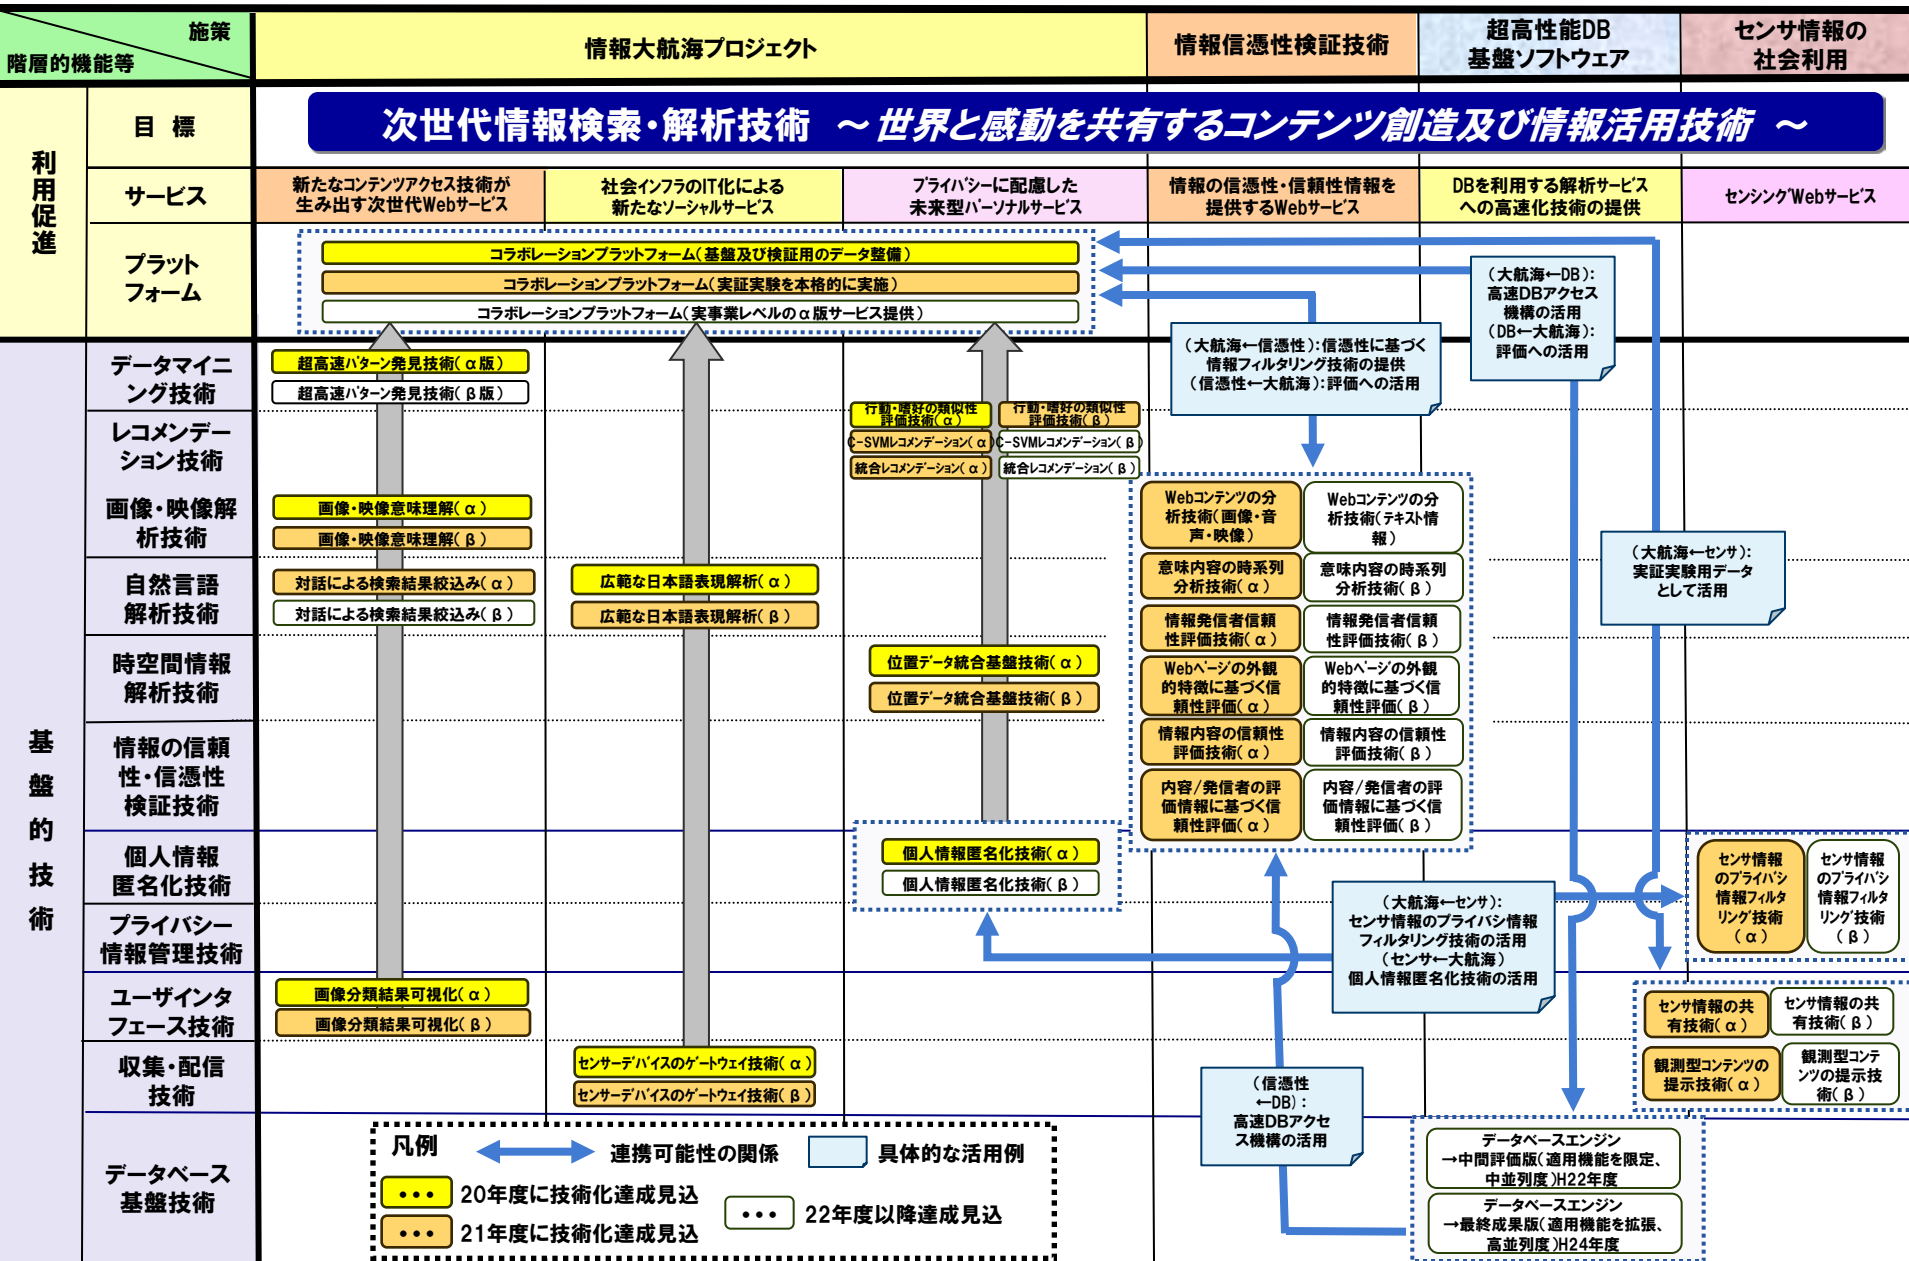 施策
階層的機能等
情報大航海プロジェクト
情報信憑性検証技術
超高性能DB
基盤ソフトウェア
センサ情報の
社会利用
利用促進
目 標
次世代情報検索・解析技術 ～世界と感動を共有するコンテンツ創造及び情報活用技術 ～
サービス
新たなコンテンツアクセス技術が
生み出す次世代Webサービス
社会インフラのIT化による
新たなソーシャルサービス
プライバシーに配慮した
未来型パーソナルサービス
情報の信憑性・信頼性情報を
提供するWebサービス
DBを利用する解析サービス
への高速化技術の提供
センシングWebサービス
プラット
フォーム
コラボレーションプラットフォーム(基盤及び検証用のデータ整備)
コラボレーションプラットフォーム(実証実験を本格的に実施)
コラボレーションプラットフォーム(実事業レベルのα版サービス提供)
(大航海←DB):
高速DBアクセス
機構の活用
(DB←大航海):
評価への活用
(大航海←信憑性):信憑性に基づく
情報フィルタリング技術の提供
(信憑性←大航海):評価への活用
基盤的技術
データマイニ
ング技術
超高速パターン発見技術(α版)
超高速パターン発見技術(β版)
レコメンデー
ション技術
行動・嗜好の類似性
評価技術(α)
行動・嗜好の類似性
評価技術(β)
C-SVMレコメンデーション(α)
C-SVMレコメンデーション(β)
統合レコメンデーション(α)
統合レコメンデーション(β)
画像・映像解
析技術
画像・映像意味理解(α)
画像・映像意味理解(β)
Webコンテンツの分
析技術(画像・音
声・映像)
Webコンテンツの分
析技術(テキスト情
報)
(大航海←センサ):
実証実験用データ
として活用
自然言語
解析技術
対話による検索結果絞込み(α)
対話による検索結果絞込み(β)
広範な日本語表現解析(α)
広範な日本語表現解析(β)
意味内容の時系列
分析技術(α)
意味内容の時系列
分析技術(β)
情報発信者信頼
性評価技術(α)
情報発信者信頼
性評価技術(β)
時空間情報
解析技術
位置データ統合基盤技術(α)
位置データ統合基盤技術(β)
Webページの外観
的特徴に基づく信
頼性評価(α)
Webページの外観
的特徴に基づく信
頼性評価(β)
情報の信頼
性・信憑性
検証技術
情報内容の信頼性
評価技術(α)
情報内容の信頼性
評価技術(β)
内容/発信者の評
価情報に基づく信
頼性評価(α)
内容/発信者の評
価情報に基づく信
頼性評価(β)
個人情報
匿名化技術
個人情報匿名化技術(α)
個人情報匿名化技術(β)
センサ情報
のプライバシ
情報フィルタ
リング技術
(α)
センサ情報
のプライバシ
情報フィルタ
リング技術
(β)
プライバシー
情報管理技術
(大航海←センサ):
センサ情報のプライバシ情報
フィルタリング技術の活用
(センサ←大航海)
個人情報匿名化技術の活用
ユーザインタ
フェース技術
画像分類結果可視化(α)
画像分類結果可視化(β)
センサ情報の共
有技術(α)
センサ情報の共
有技術(β)
収集・配信
技術
センサーデバイスのゲートウェイ技術(α)
センサーデバイスのゲートウェイ技術(β)
観測型コンテンツの
提示技術(α)
観測型コンテ
ンツの提示技
術(β)
(信憑性
←DB):
高速DBアクセ
ス機構の活用
データベース
基盤技術
データベースエンジン
→中間評価版(適用機能を限定、
中並列度)H22年度
データベースエンジン
→最終成果版(適用機能を拡張、
高並列度)H24年度
凡例
連携可能性の関係
具体的な活用例
・・・ 20年度に技術化達成見込
・・・ 21年度に技術化達成見込
・・・ 22年度以降達成見込